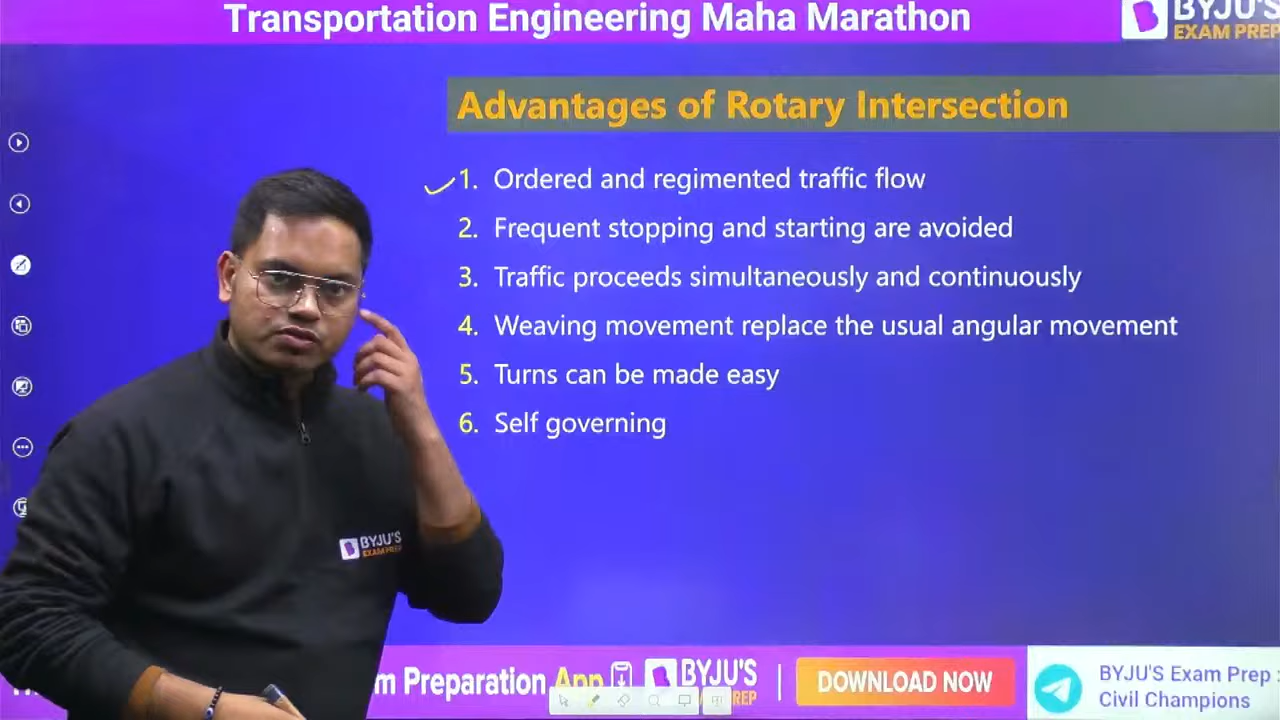 Transportation Engineering Maha Marathon
BYJU'S
EXAM PREP
Advantages of Rotary Intersection
1. Ordered and regimented traffic flow
2. Frequent stopping and starting are avoided
3. Traffic proceeds simultaneously and continuously
4. Weaving movement replace the usual angular movement
5. Turns can be made easy
6. Self governing
BYJU'S
EXAM PREP
m Preparation App
BYJU'S
PREP
DOWNLOAD NOW
BYJU'S Exam Prep :
Civil Champions